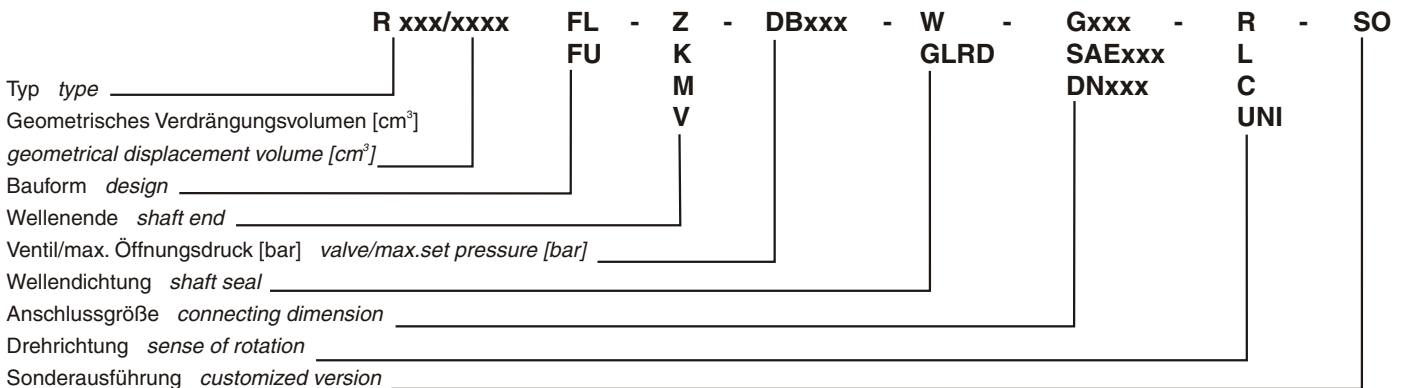 R xxx/xxxx FL - Z - DBxxx - W - Gxxx - R - SO
FU K GLRD SAExxx L
M DNxxx C
V UNI
Typ type
Geometrisches Verdrängungsvolumen [cm³]
geometrical displacement volume [cm³]
Bauform design
Wellenende shaft end
Ventil/max. Öffnungsdruck [bar] valve/max.set pressure [bar]
Wellendichtung shaft seal
Anschlussgröße connecting dimension
Drehrichtung sense of rotation
Sonderausführung customized version